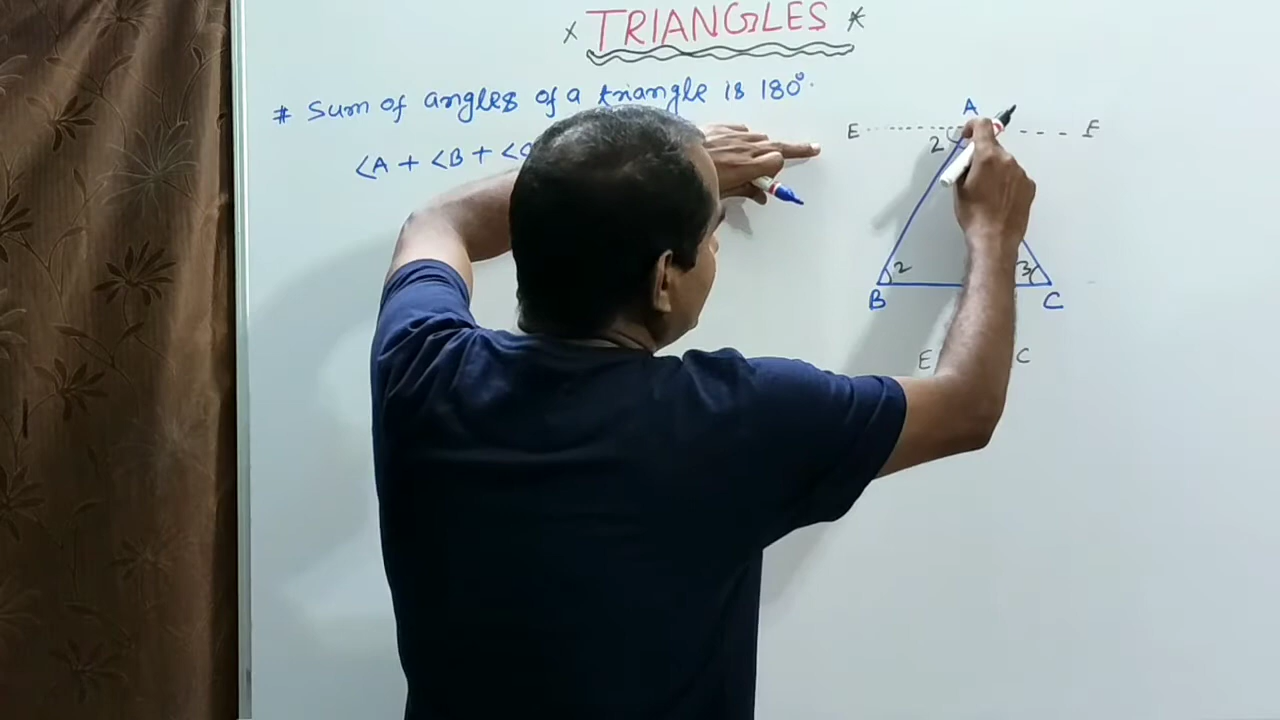 × TRIANGLES *
# Sum of angles of a triangle is 180°.
<A + <B + <
A
E F
2
2 3
B C
E C